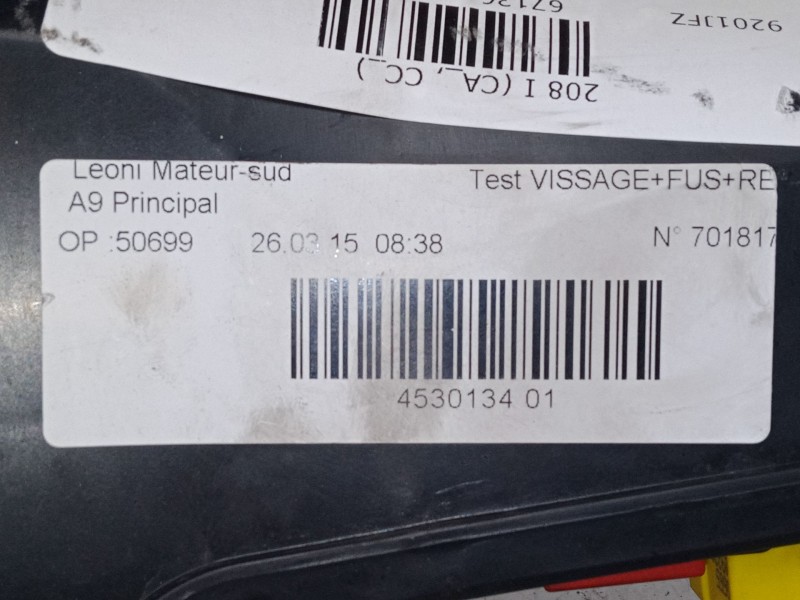 9201JFZ
208 I (CA_, CC_)
Leoni Mateur-sud
Test VISSAGE+FUS+RE
A9 Principal
OP :50699
26.03 15 08:38
N° 701817
4530134 01